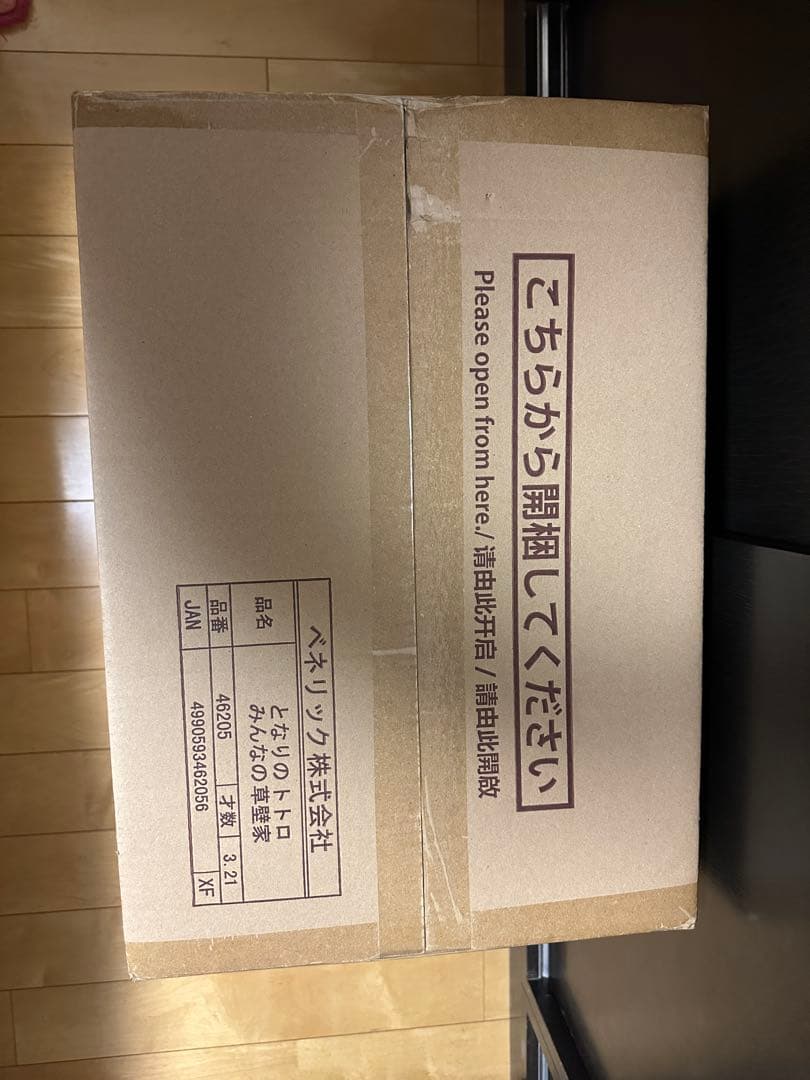 こちらから開梱してください
Please open from here./ 请由此开启 / 請由此開啟
ベネリック株式会社
品名 となりのトトロ
みんなの草壁家
品番 46205 才数 3.21
JAN 4990593462056 XF